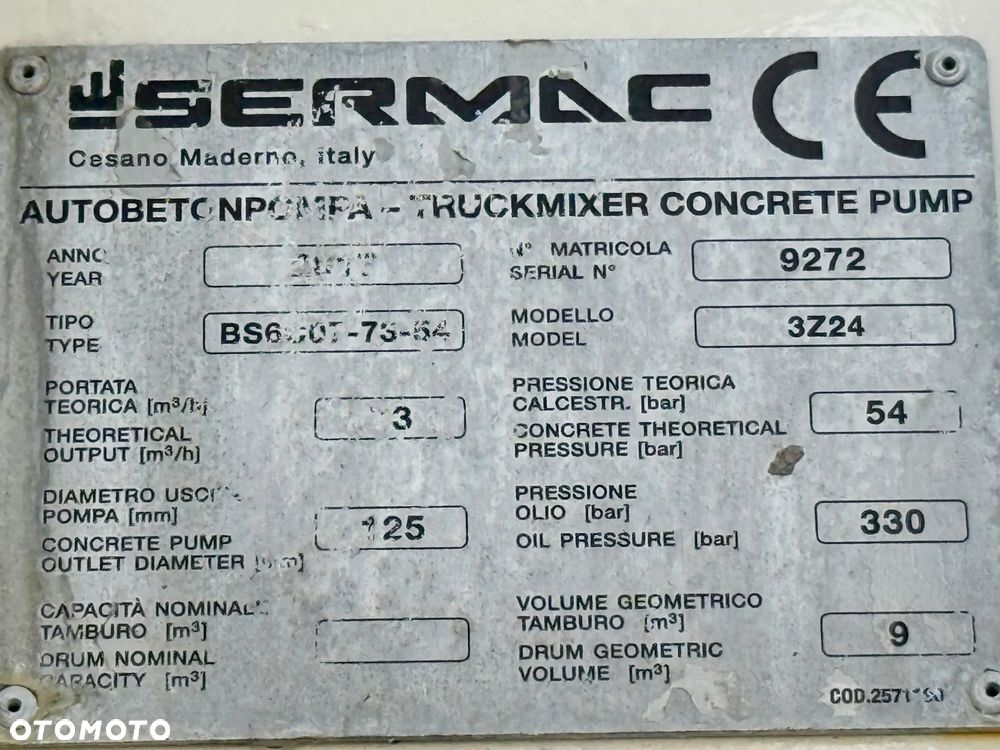 SERMAC CE
Cesano Maderno, Italy
AUTOBETONPOMPA - TRUCKMIXER CONCRETE PUMP
ANNO
YEAR
N° MATRICOLA
SERIAL N°
9272
TIPO
TYPE
MODELLO
MODEL
3Z24
PORTATA
TEORICA [m³/h]
THEORETICAL
OUTPUT [m³/h]
3
PRESSIONE TEORICA
CALCESTR. [bar]
CONCRETE THEORETICAL
PRESSURE [bar]
54
DIAMETRO USCITA
POMPA [mm]
CONCRETE PUMP
OUTLET DIAMETER [mm]
125
PRESSIONE
OLIO [bar]
OIL PRESSURE [bar]
330
CAPACITÀ NOMINALE
TAMBURO [m³]
DRUM NOMINAL
CAPACITY [m³]
VOLUME GEOMETRICO
TAMBURO [m³]
DRUM GEOMETRIC
VOLUME [m³]
9
OTOMOTO